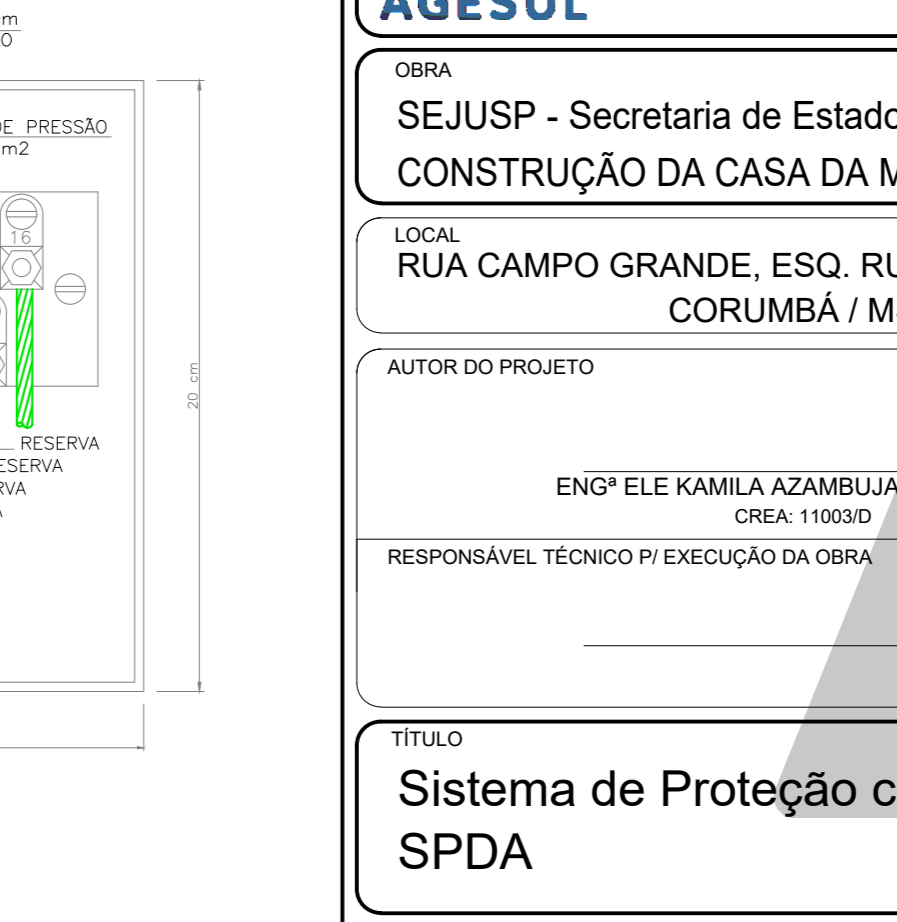 cm
DE PRESSÃO
m2
16
20 cm
RESERVA
ESERVA
RVA
AGESUL
OBRA
SEJUSP - Secretaria de Estado
CONSTRUÇÃO DA CASA DA
LOCAL
RUA CAMPO GRANDE, ESQ. RU
CORUMBÁ / M
AUTOR DO PROJETO
ENGª ELE KAMILA AZAMBUJA
CREA: 11003/D
RESPONSÁVEL TÉCNICO P/ EXECUÇÃO DA OBRA
TÍTULO
Sistema de Proteção c
SPDA